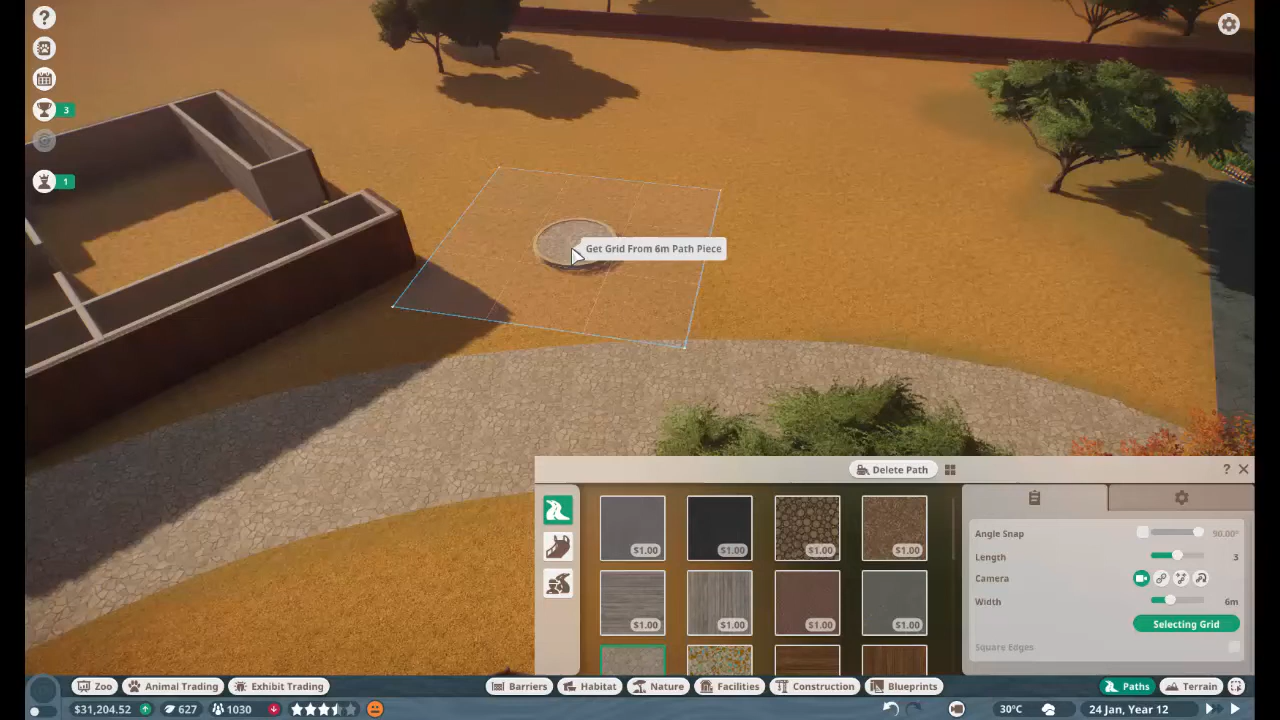 ?
3
1
Get Grid From 6m Path Piece
Delete Path
?
$1.00
$1.00
$1.00
$1.00
$1.00
$1.00
$1.00
$1.00
Angle Snap
90.00°
Length
3
Camera
Width
6m
Selecting Grid
Square Edges
Zoo
Animal Trading
Exhibit Trading
Barriers
Habitat
Nature
Facilities
Construction
Blueprints
Paths
Terrain
$31,204.52
627
1030
30°C
24 Jan, Year 12